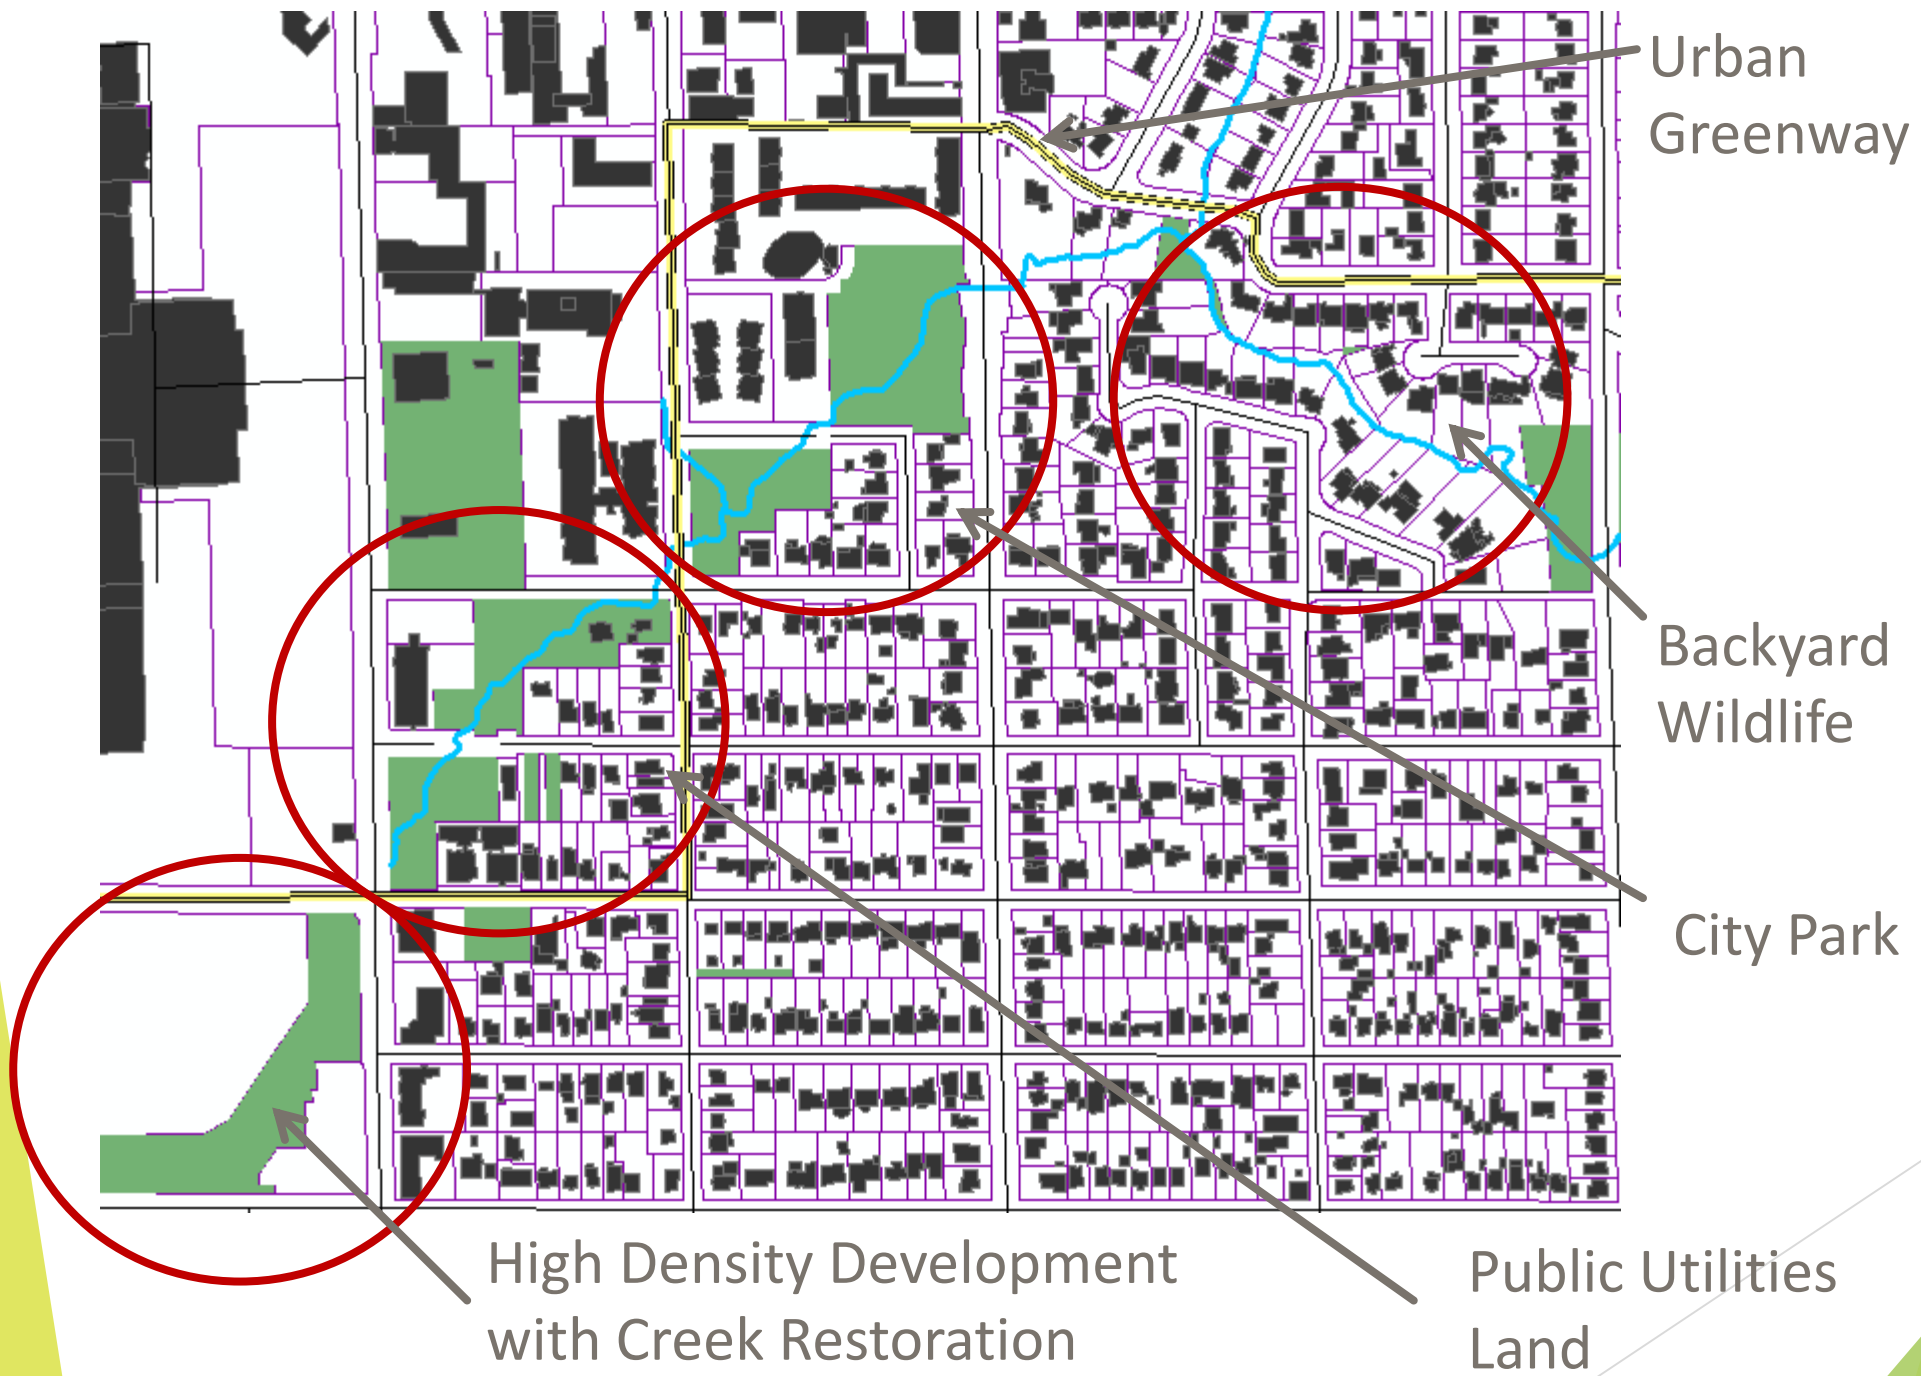 Urban
Greenway
Backyard
Wildlife
City Park
High Density Development
with Creek Restoration
Public Utilities
Land